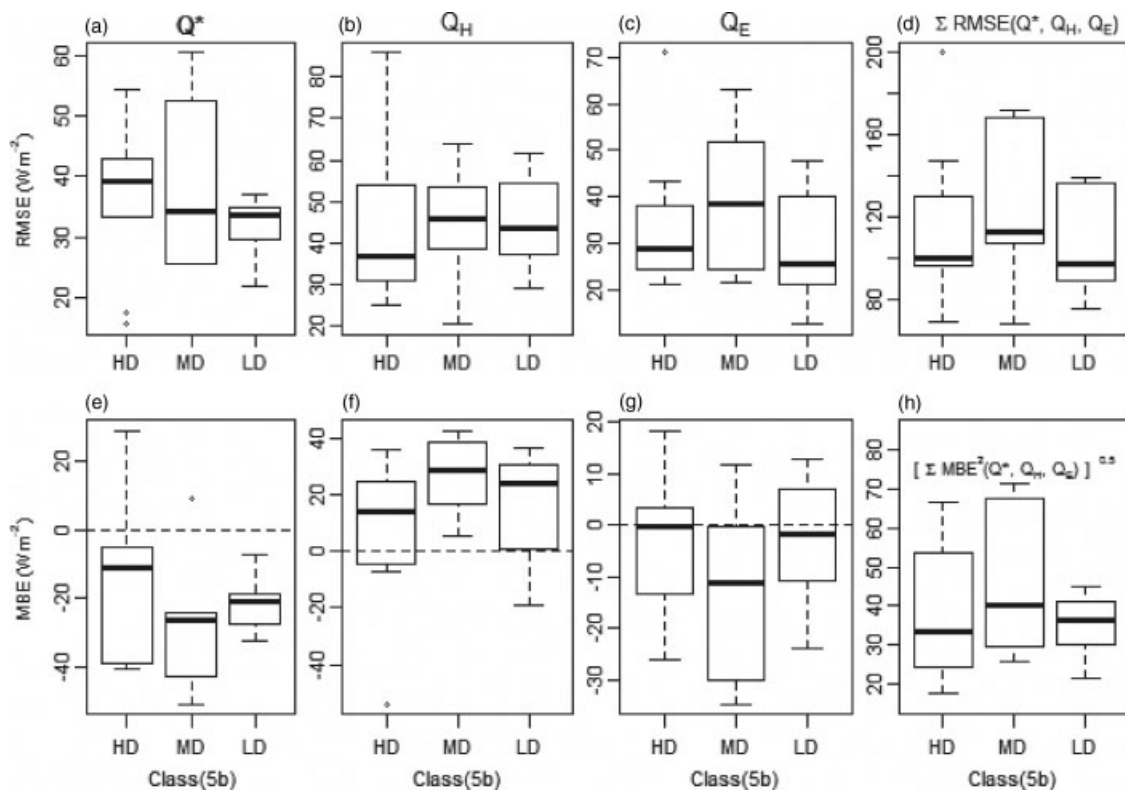 (a) Q* (b) Q_H (c) Q_E (d) Σ RMSE(Q*, Q_H, Q_E)
RMSE (Wm⁻²)
20 30 40 50 60
20 30 40 50 60 70 80
20 30 40 50 60 70
80 120 160 200
HD MD LD HD MD LD HD MD LD HD MD LD
(e) (f) (g) (h)
[ Σ MBE²(Q*, Q_H, Q_E) ] ^0.5
MBE (Wm⁻²)
-40 -20 0 20
-40 0 20 40
-30 -20 -10 0 10 20
20 30 40 50 60 70 80
HD MD LD HD MD LD HD MD LD HD MD LD
Class(5b) Class(5b) Class(5b) Class(5b)